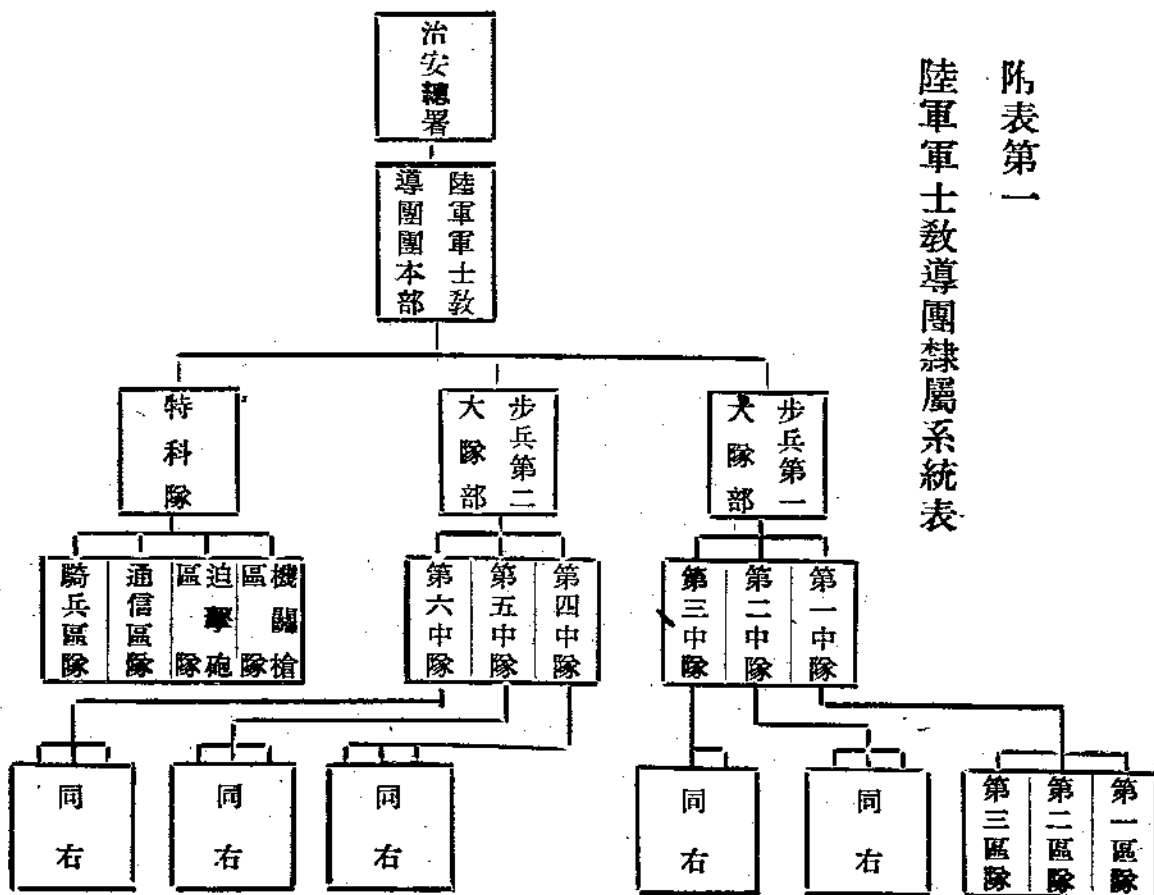 附表第一
陸軍軍士敎導團隸屬系統表
治安總署
陸軍軍士敎
導團團本部
步兵第一
大隊部
步兵第二
大隊部
特科隊
第一中隊
第二中隊
第三中隊
第四中隊
第五中隊
第六中隊
機關槍
區隊
迫擊砲
區隊
通信區隊
騎兵區隊
第一區隊
第二區隊
第三區隊
同右
同右
同右
同右
同右